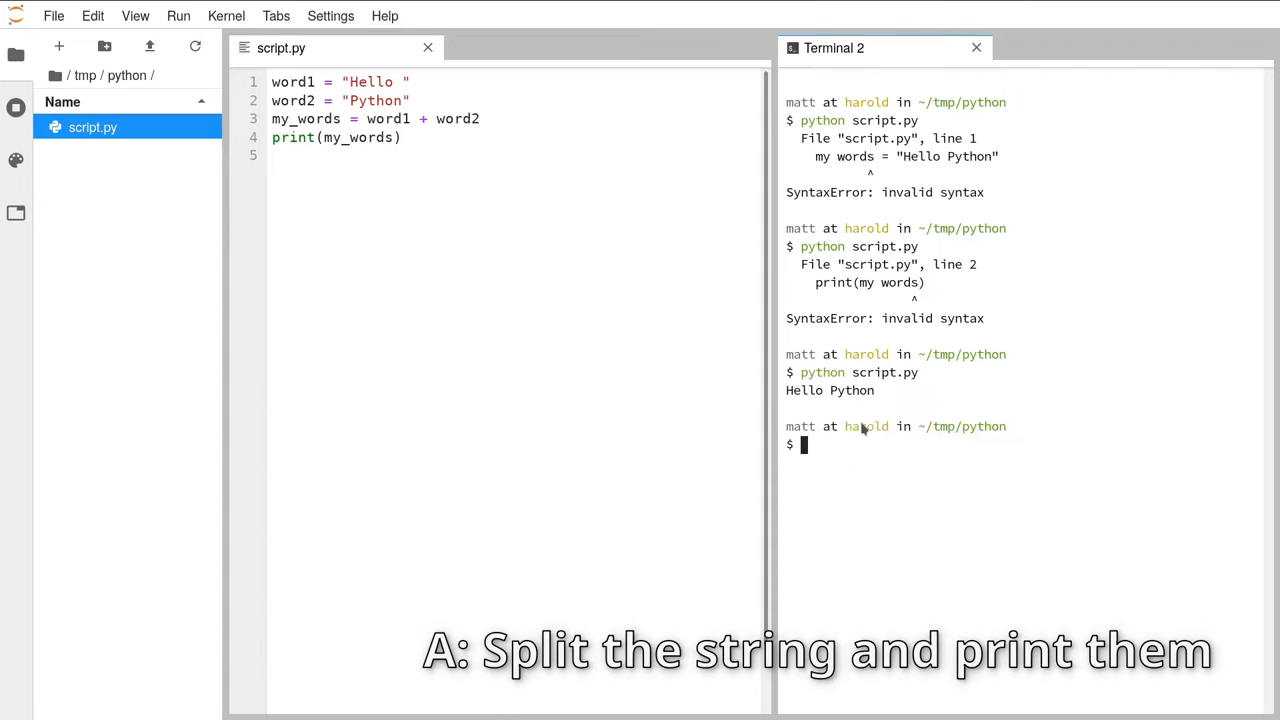 File Edit View Run Kernel Tabs Settings Help
/ tmp / python /
Name
script.py
script.py
1 word1 = "Hello "
2 word2 = "Python"
3 my_words = word1 + word2
4 print(my_words)
5
Terminal 2
matt at harold in ~/tmp/python
$ python script.py
  File "script.py", line 1
    my words = "Hello Python"
           ^
SyntaxError: invalid syntax
matt at harold in ~/tmp/python
$ python script.py
  File "script.py", line 2
    print(my words)
                 ^
SyntaxError: invalid syntax
matt at harold in ~/tmp/python
$ python script.py
Hello Python
matt at harold in ~/tmp/python
$
A: Split the string and print them